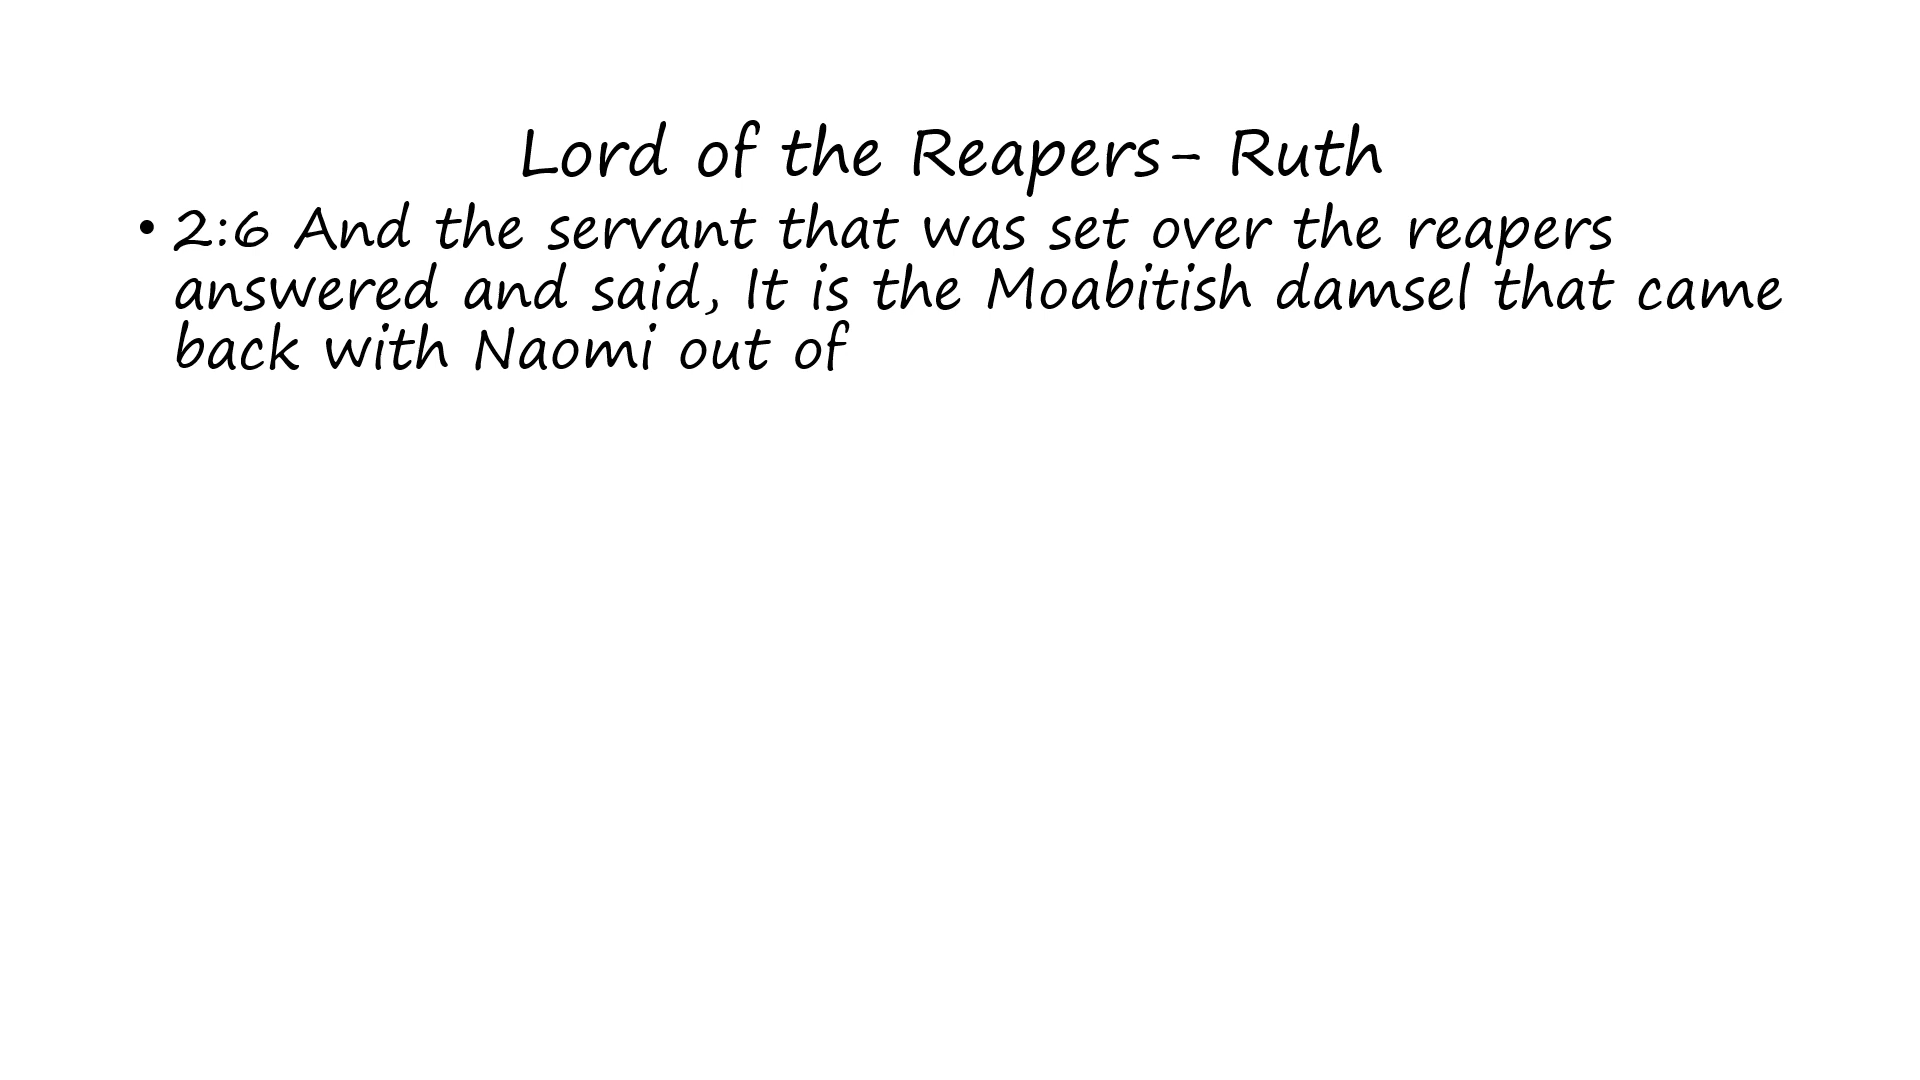 Lord of the Reapers- Ruth
• 2:6 And the servant that was set over the reapers
answered and said, It is the Moabitish damsel that came
back with Naomi out of